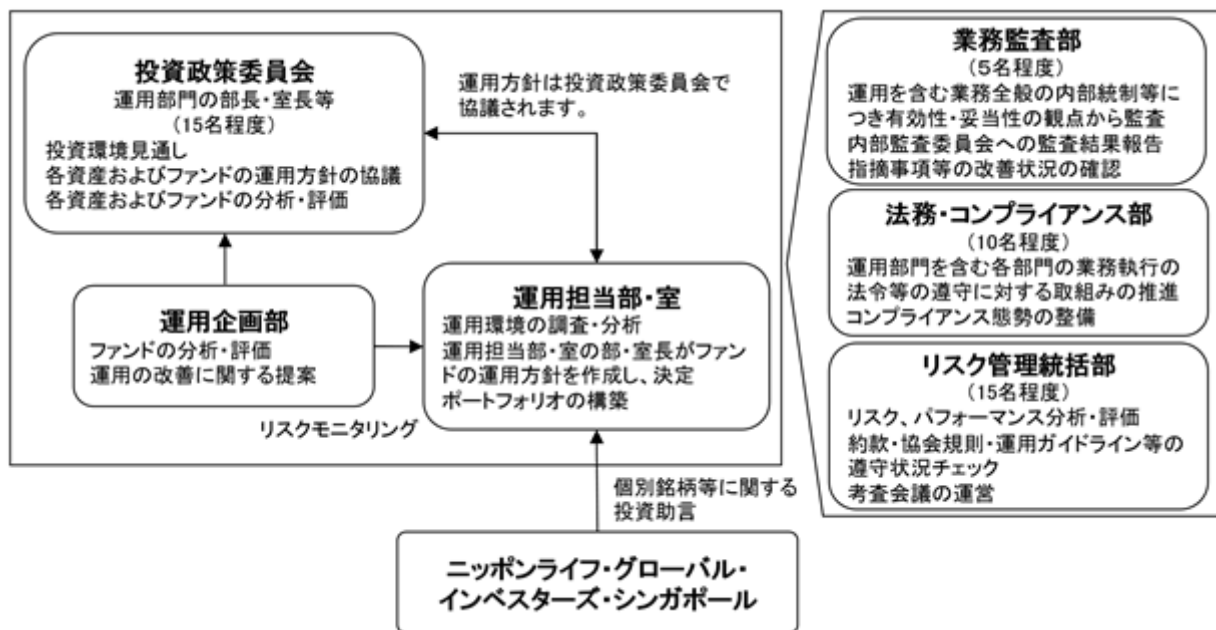 投資政策委員会
運用部門の部長・室長等
(15名程度)
投資環境見通し
各資産およびファンドの運用方針の協議
各資産およびファンドの分析・評価
運用方針は投資政策委員会で
協議されます。
運用企画部
ファンドの分析・評価
運用の改善に関する提案
運用担当部・室
運用環境の調査・分析
運用担当部・室の部・室長がファン
ドの運用方針を作成し、決定
ポートフォリオの構築
リスクモニタリング
個別銘柄等に関する
投資助言
ニッポンライフ・グローバル・
インベスターズ・シンガポール
業務監査部
(5名程度)
運用を含む業務全般の内部統制等に
つき有効性・妥当性の観点から監査
内部監査委員会への監査結果報告
指摘事項等の改善状況の確認
法務・コンプライアンス部
(10名程度)
運用部門を含む各部門の業務執行の
法令等の遵守に対する取組みの推進
コンプライアンス態勢の整備
リスク管理統括部
(15名程度)
リスク、パフォーマンス分析・評価
約款・協会規則・運用ガイドライン等の
遵守状況チェック
考査会議の運営